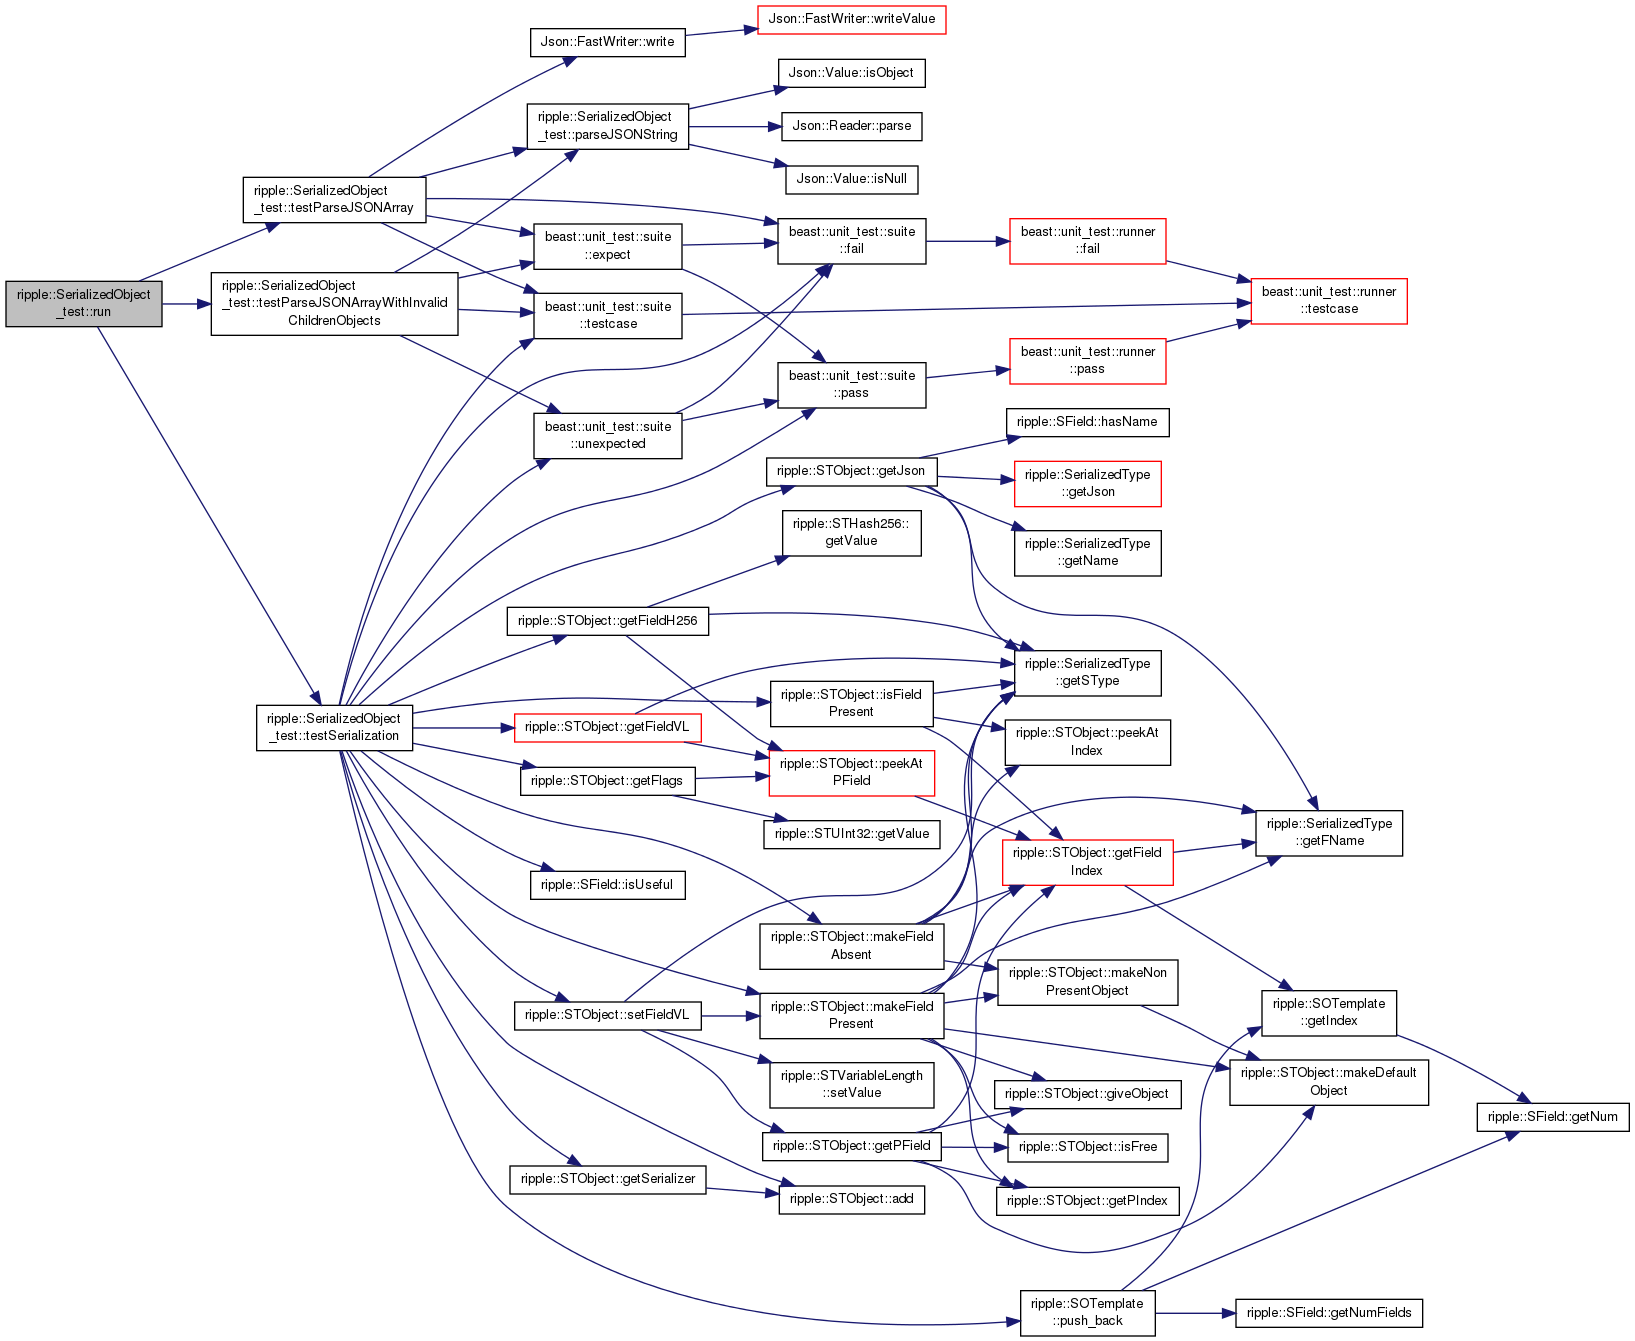 ripple::SerializedObject
_test::run
ripple::SerializedObject
_test::testParseJSONArray
ripple::SerializedObject
_test::testParseJSONArrayWithInvalid
ChildrenObjects
ripple::SerializedObject
_test::testSerialization
Json::FastWriter::write
ripple::SerializedObject
_test::parseJSONString
beast::unit_test::suite
::expect
beast::unit_test::suite
::testcase
beast::unit_test::suite
::unexpected
ripple::STObject::getFieldH256
ripple::STObject::getFieldVL
ripple::STObject::getFlags
ripple::SField::isUseful
ripple::STObject::setFieldVL
ripple::STObject::getSerializer
Json::FastWriter::writeValue
Json::Value::isObject
Json::Reader::parse
Json::Value::isNull
beast::unit_test::suite
::fail
beast::unit_test::suite
::pass
ripple::STObject::getJson
ripple::STHash256::
getValue
ripple::STObject::isField
Present
ripple::STObject::peekAt
PField
ripple::STUInt32::getValue
ripple::STObject::makeField
Absent
ripple::STObject::makeField
Present
ripple::STVariableLength
::setValue
ripple::STObject::getPField
ripple::STObject::add
beast::unit_test::runner
::fail
beast::unit_test::runner
::pass
ripple::SField::hasName
ripple::SerializedType
::getJson
ripple::SerializedType
::getName
ripple::SerializedType
::getSType
ripple::STObject::peekAt
Index
ripple::STObject::getField
Index
ripple::STObject::makeNon
PresentObject
ripple::STObject::giveObject
ripple::STObject::isFree
ripple::STObject::getPIndex
ripple::SOTemplate
::push_back
beast::unit_test::runner
::testcase
ripple::SerializedType
::getFName
ripple::SOTemplate
::getIndex
ripple::STObject::makeDefault
Object
ripple::SField::getNumFields
ripple::SField::getNum